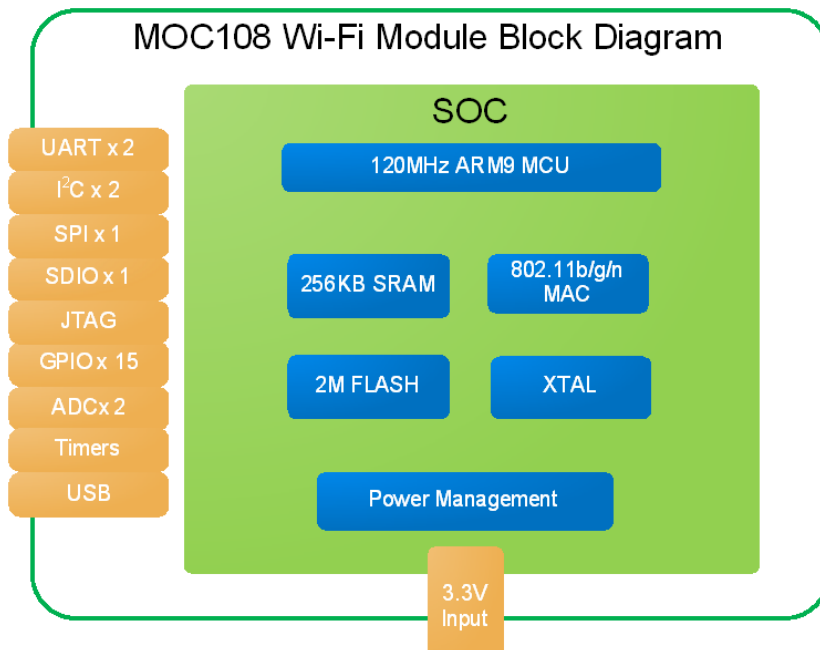 MOC108 Wi-Fi Module Block Diagram
SOC
UART x 2
I²C x 2
SPI x 1
SDIO x 1
JTAG
GPIO x 15
ADCx 2
Timers
USB
120MHz ARM9 MCU
256KB SRAM
802.11b/g/n
MAC
2M FLASH
XTAL
Power Management
3.3V
Input